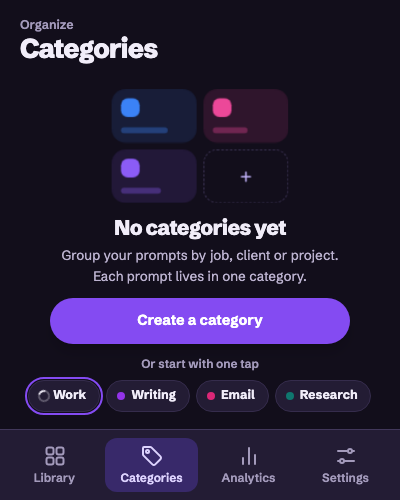 Organize
Categories
No categories yet
Group your prompts by job, client or project.
Each prompt lives in one category.
Create a category
Or start with one tap
Work Writing Email Research
Library Categories Analytics Settings